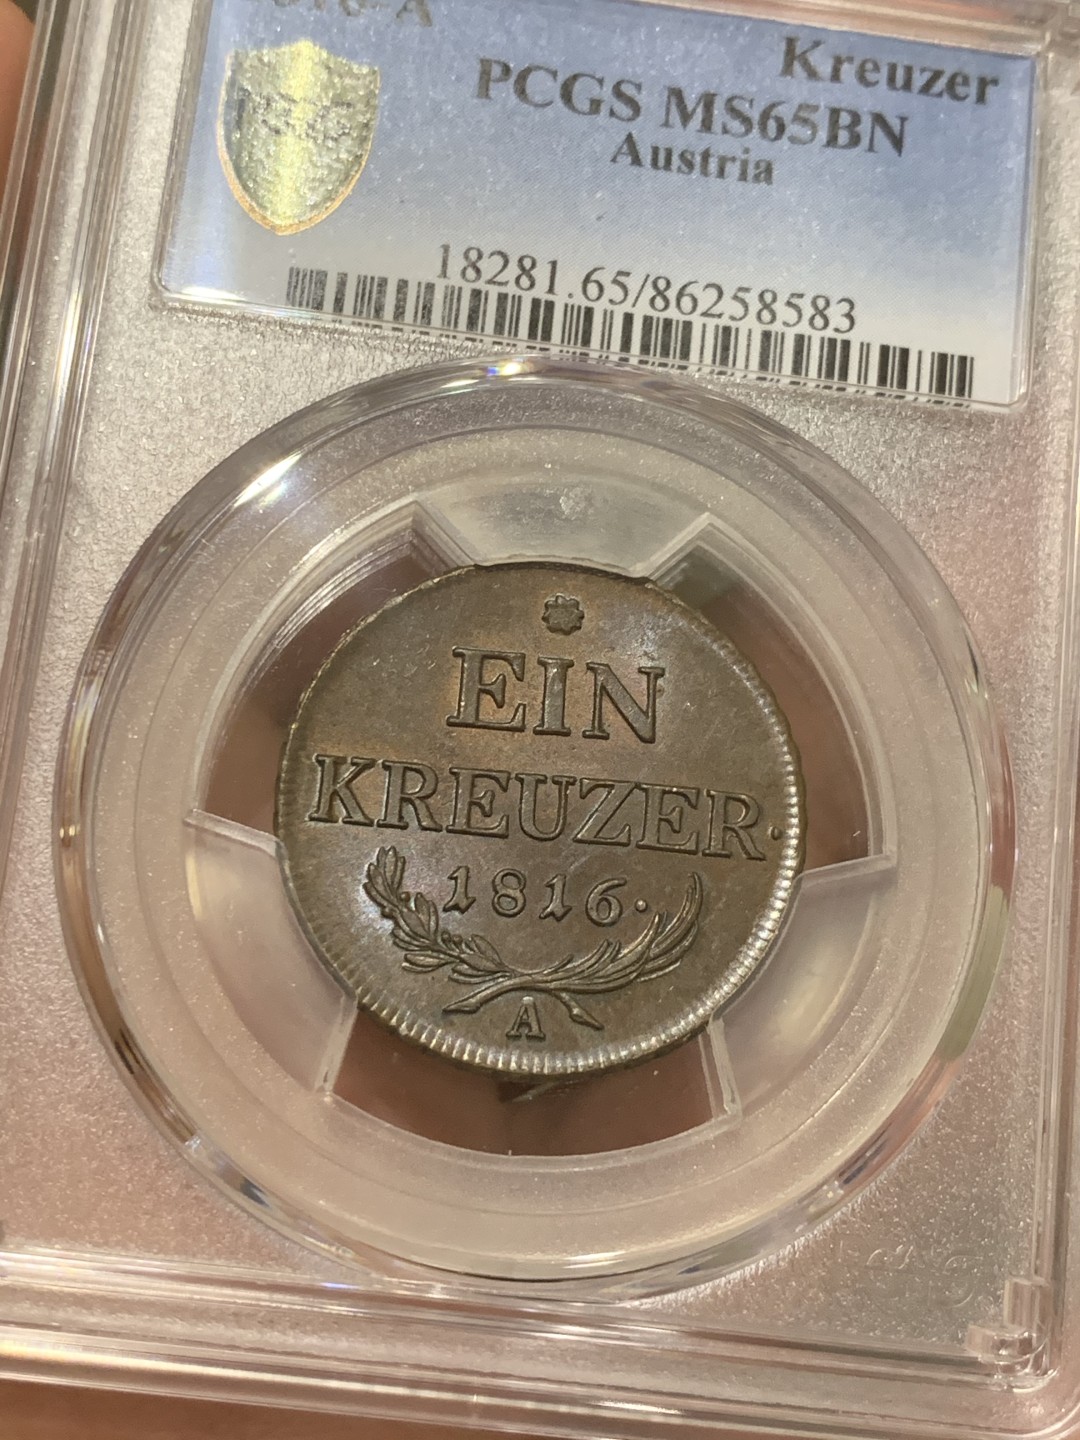 Kreuzer
PCGS MS65BN
Austria
18281.65/86258583
EIN
KREUZER.
1816.
A